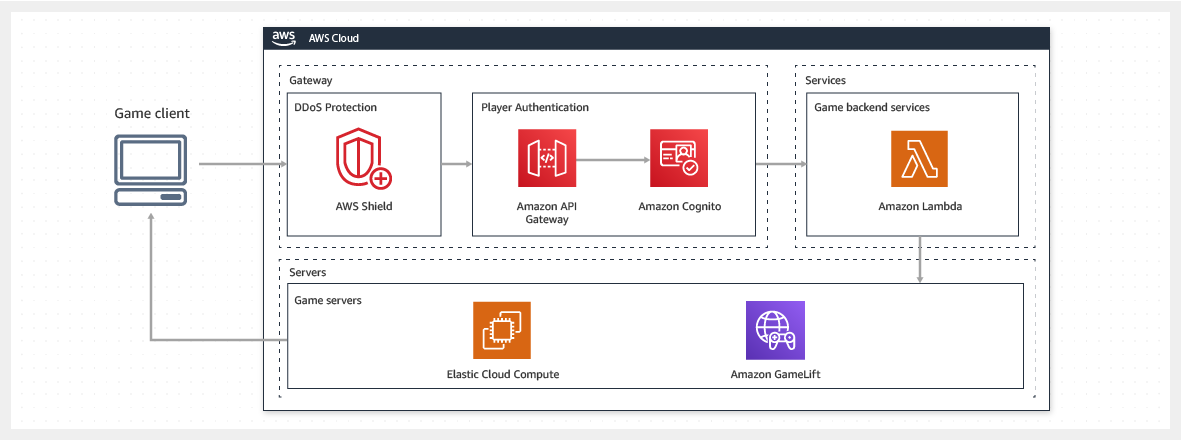 aws
AWS Cloud
Gateway
Services
DDoS Protection
Player Authentication
Game backend services
Game client
AWS Shield
Amazon API
Gateway
Amazon Cognito
Amazon Lambda
Servers
Game servers
Elastic Cloud Compute
Amazon GameLift